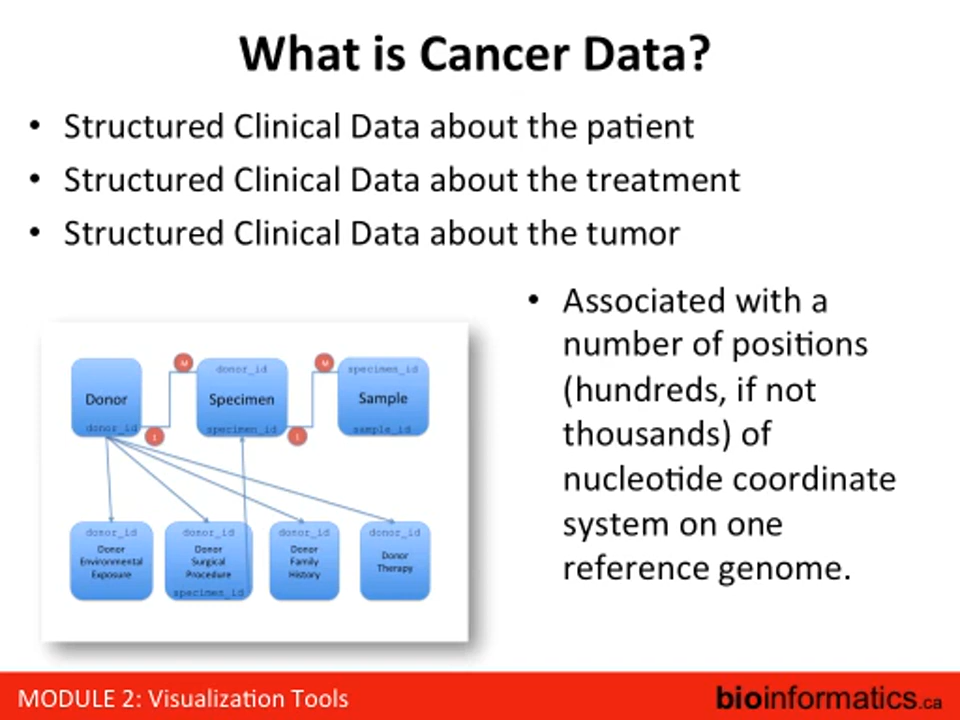 What is Cancer Data?
• Structured Clinical Data about the patient
• Structured Clinical Data about the treatment
• Structured Clinical Data about the tumor
• Associated with a
number of positions
(hundreds, if not
thousands) of
nucleotide coordinate
system on one
reference genome.
M
M
donor_id
specimen_id
Donor
Specimen
Sample
donor_id
specimen_id
sample_id
1
1
donor_id
Donor
Environmental
Exposure
donor_id
Donor
Surgical
Procedure
specimen_id
donor_id
Donor
Family
History
donor_id
Donor
Therapy
MODULE 2: Visualization Tools
bioinformatics.ca